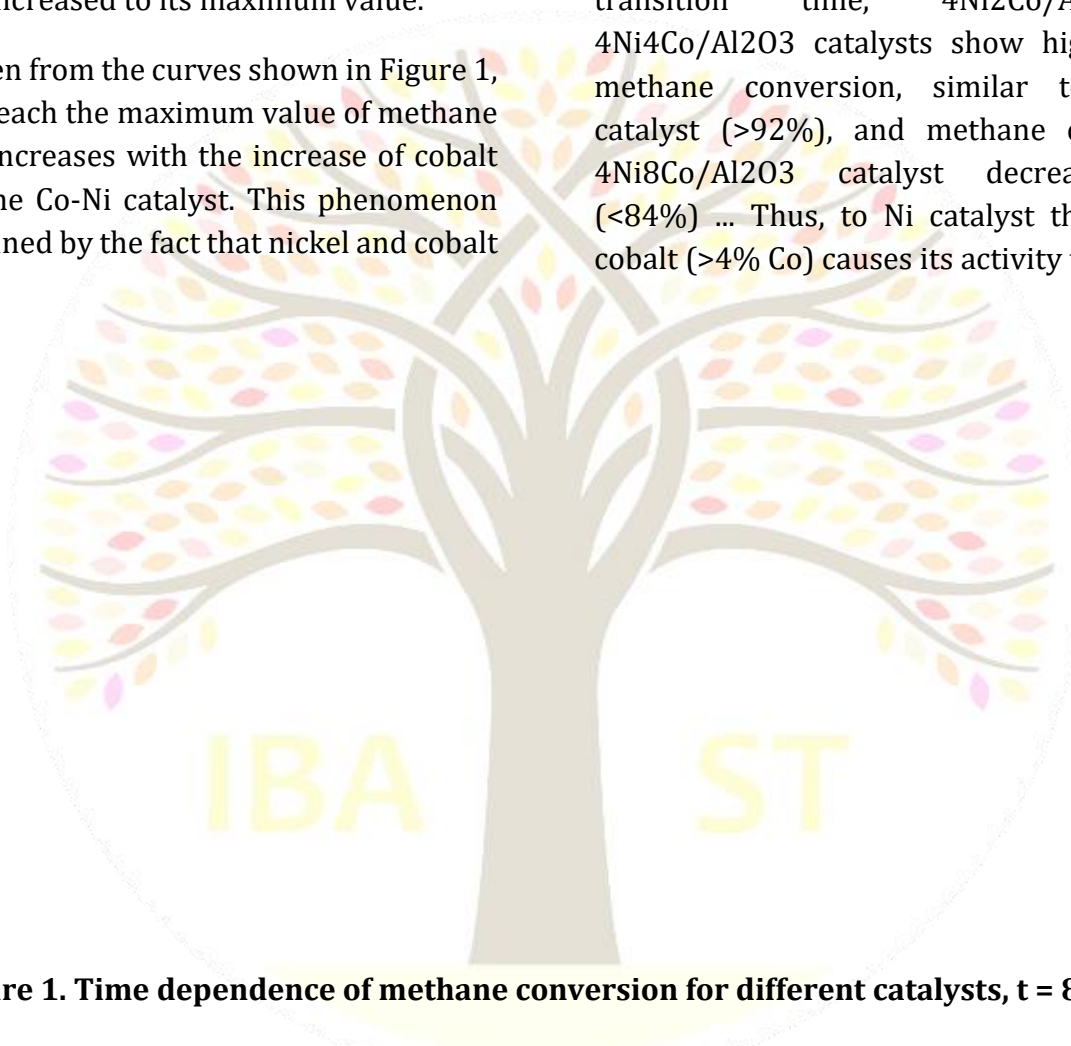 increased to its maximum value.
en from the curves shown in Figure 1,
each the maximum value of methane
ncreases with the increase of cobalt
ne Co-Ni catalyst. This phenomenon
ned by the fact that nickel and cobalt
transition time, 4Ni2Co/A
4Ni4Co/Al2O3 catalysts show hig
methane conversion, similar t
catalyst (>92%), and methane
4Ni8Co/Al2O3 catalyst decrea
(<84%) ... Thus, to Ni catalyst th
cobalt (>4% Co) causes its activity
IBA ST
re 1. Time dependence of methane conversion for different catalysts, t = 8